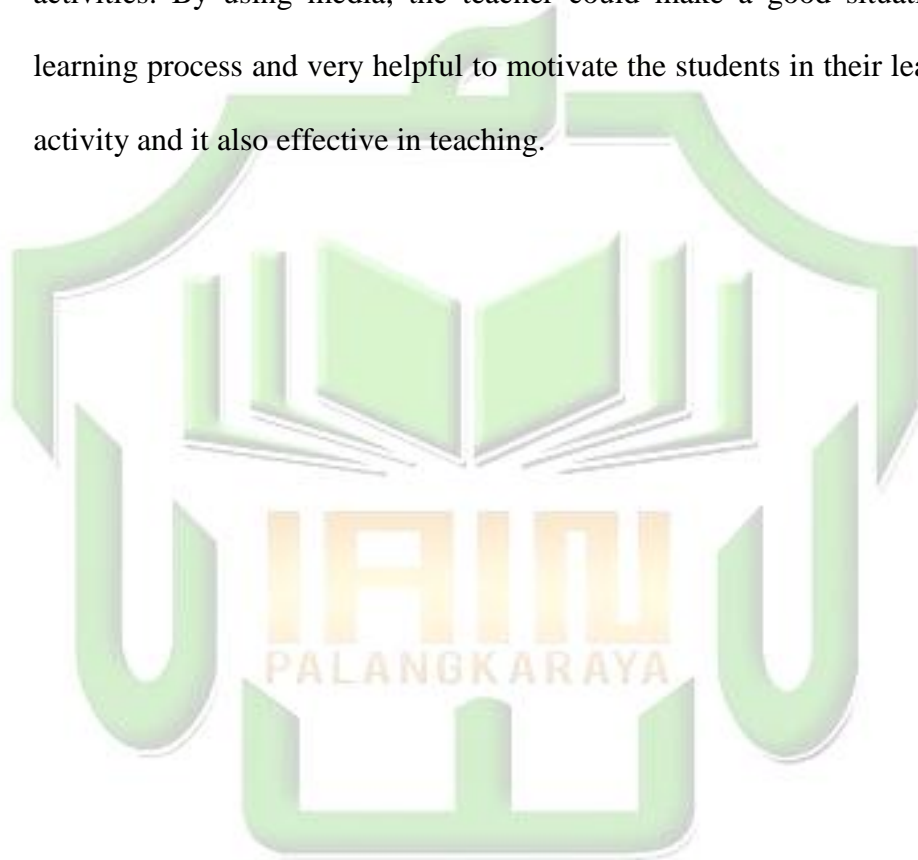 activities. By using media, the teacher could make a good
learning process and very helpful to motivate the students in their
activity and it also effective in teaching.
IAIN
PALANGKARAYA